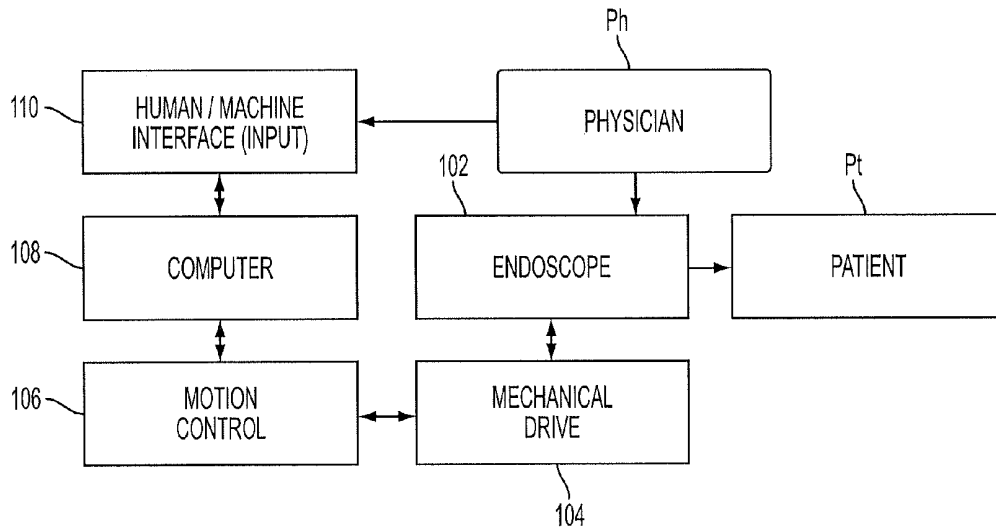 Ph
110
HUMAN / MACHINE
INTERFACE (INPUT)
PHYSICIAN
102
Pt
108
COMPUTER
ENDOSCOPE
PATIENT
106
MOTION
CONTROL
MECHANICAL
DRIVE
104